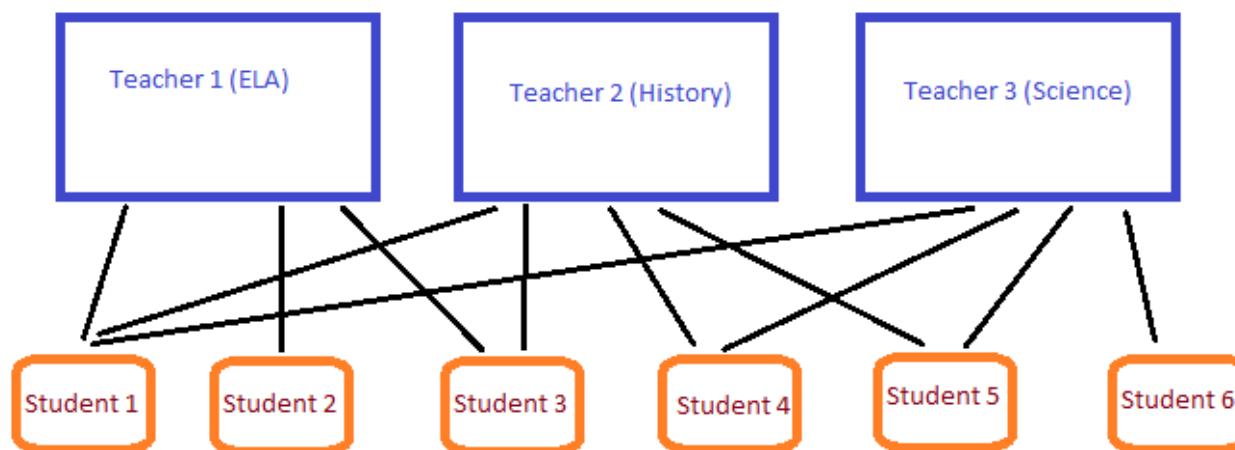 Teacher 1 (ELA)
Teacher 2 (History)
Teacher 3 (Science)
Student 1
Student 2
Student 3
Student 4
Student 5
Student 6